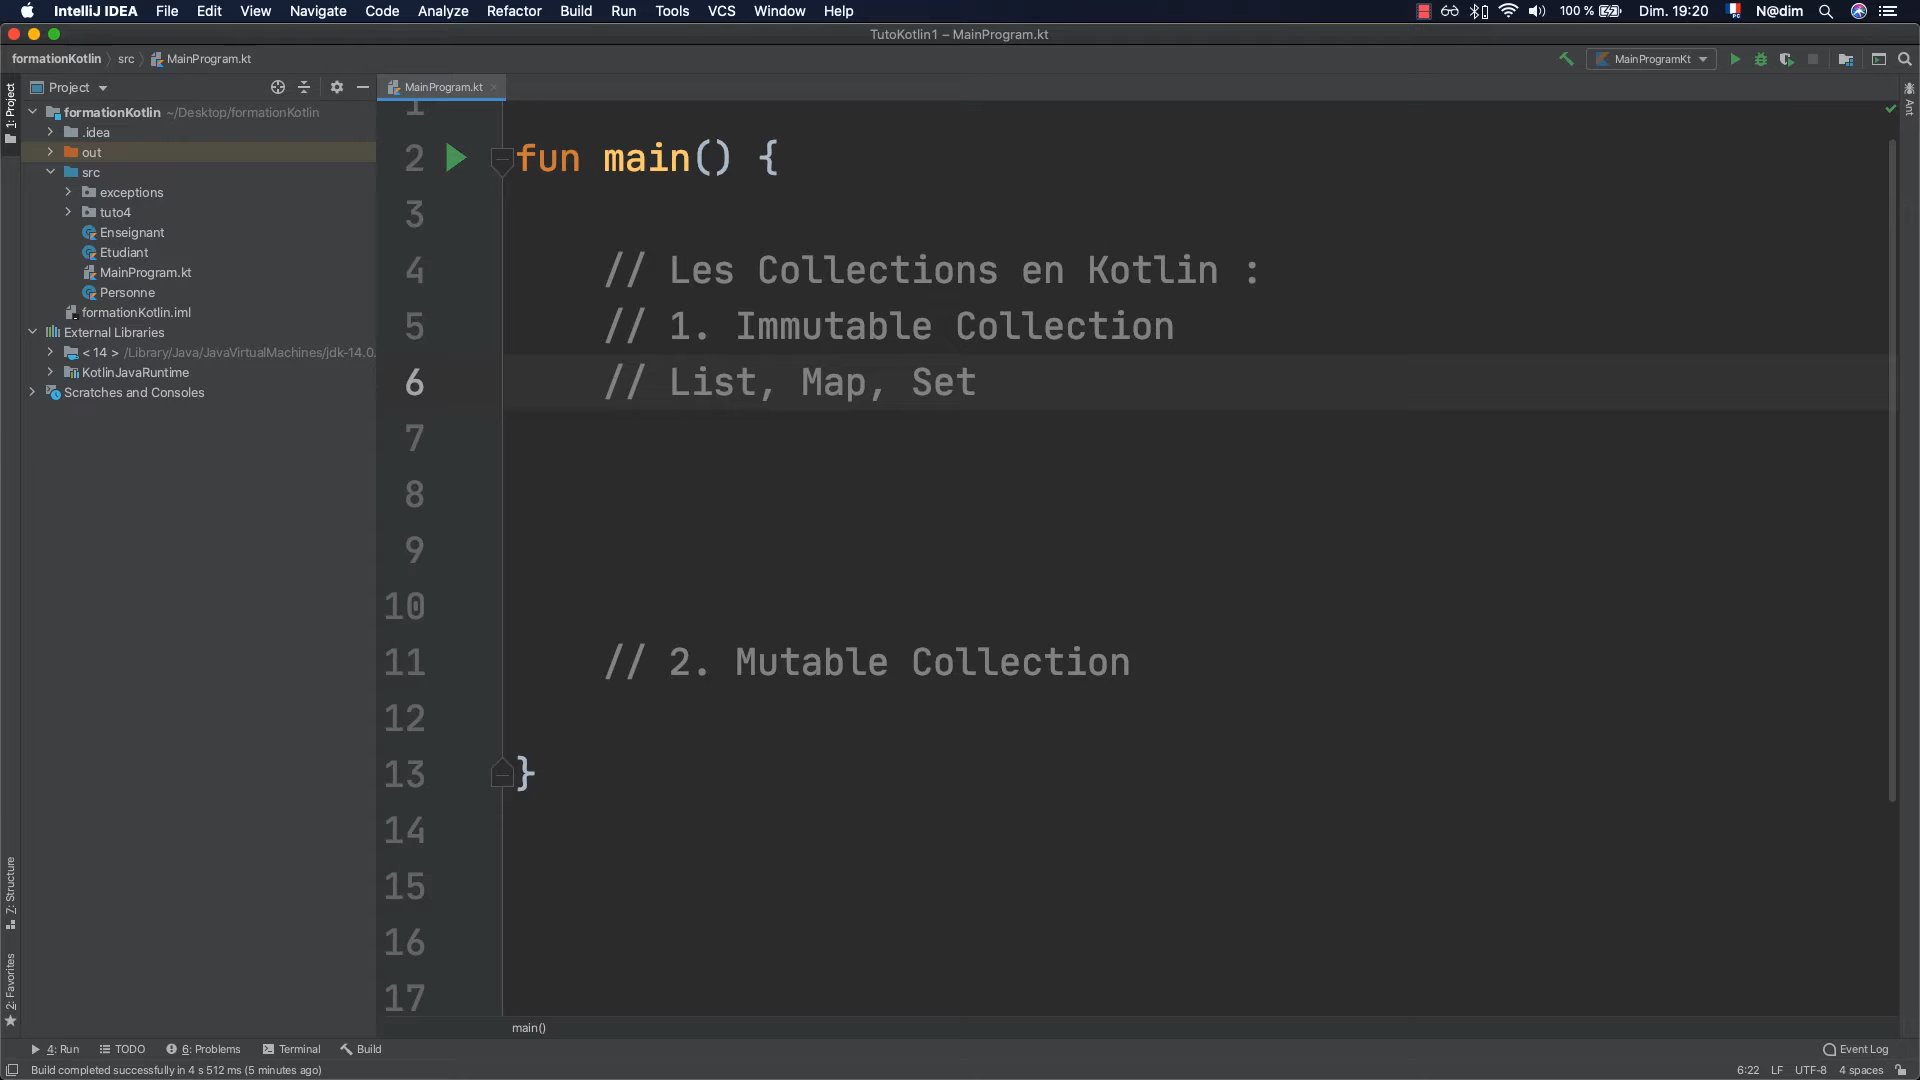 IntelliJ IDEA File Edit View Navigate Code Analyze Refactor Build Run Tools VCS Window Help 100 % Dim. 19:20 N@dim
TutoKotlin1 – MainProgram.kt
formationKotlin src MainProgram.kt MainProgramKt
Project MainProgram.kt
1: Project
Ant
formationKotlin ~/Desktop/formationKotlin
.idea
out
src
exceptions
tuto4
Enseignant
Etudiant
MainProgram.kt
Personne
formationKotlin.iml
External Libraries
< 14 > /Library/Java/JavaVirtualMachines/jdk-14.0.
KotlinJavaRuntime
Scratches and Consoles
1
2 fun main() {
3
4 // Les Collections en Kotlin :
5 // 1. Immutable Collection
6 // List, Map, Set
7
8
9
10
11 // 2. Mutable Collection
12
13 }
14
15
16
17
7: Structure
2: Favorites
main()
4: Run TODO 6: Problems Terminal Build Event Log
Build completed successfully in 4 s 512 ms (5 minutes ago) 6:22 LF UTF-8 4 spaces